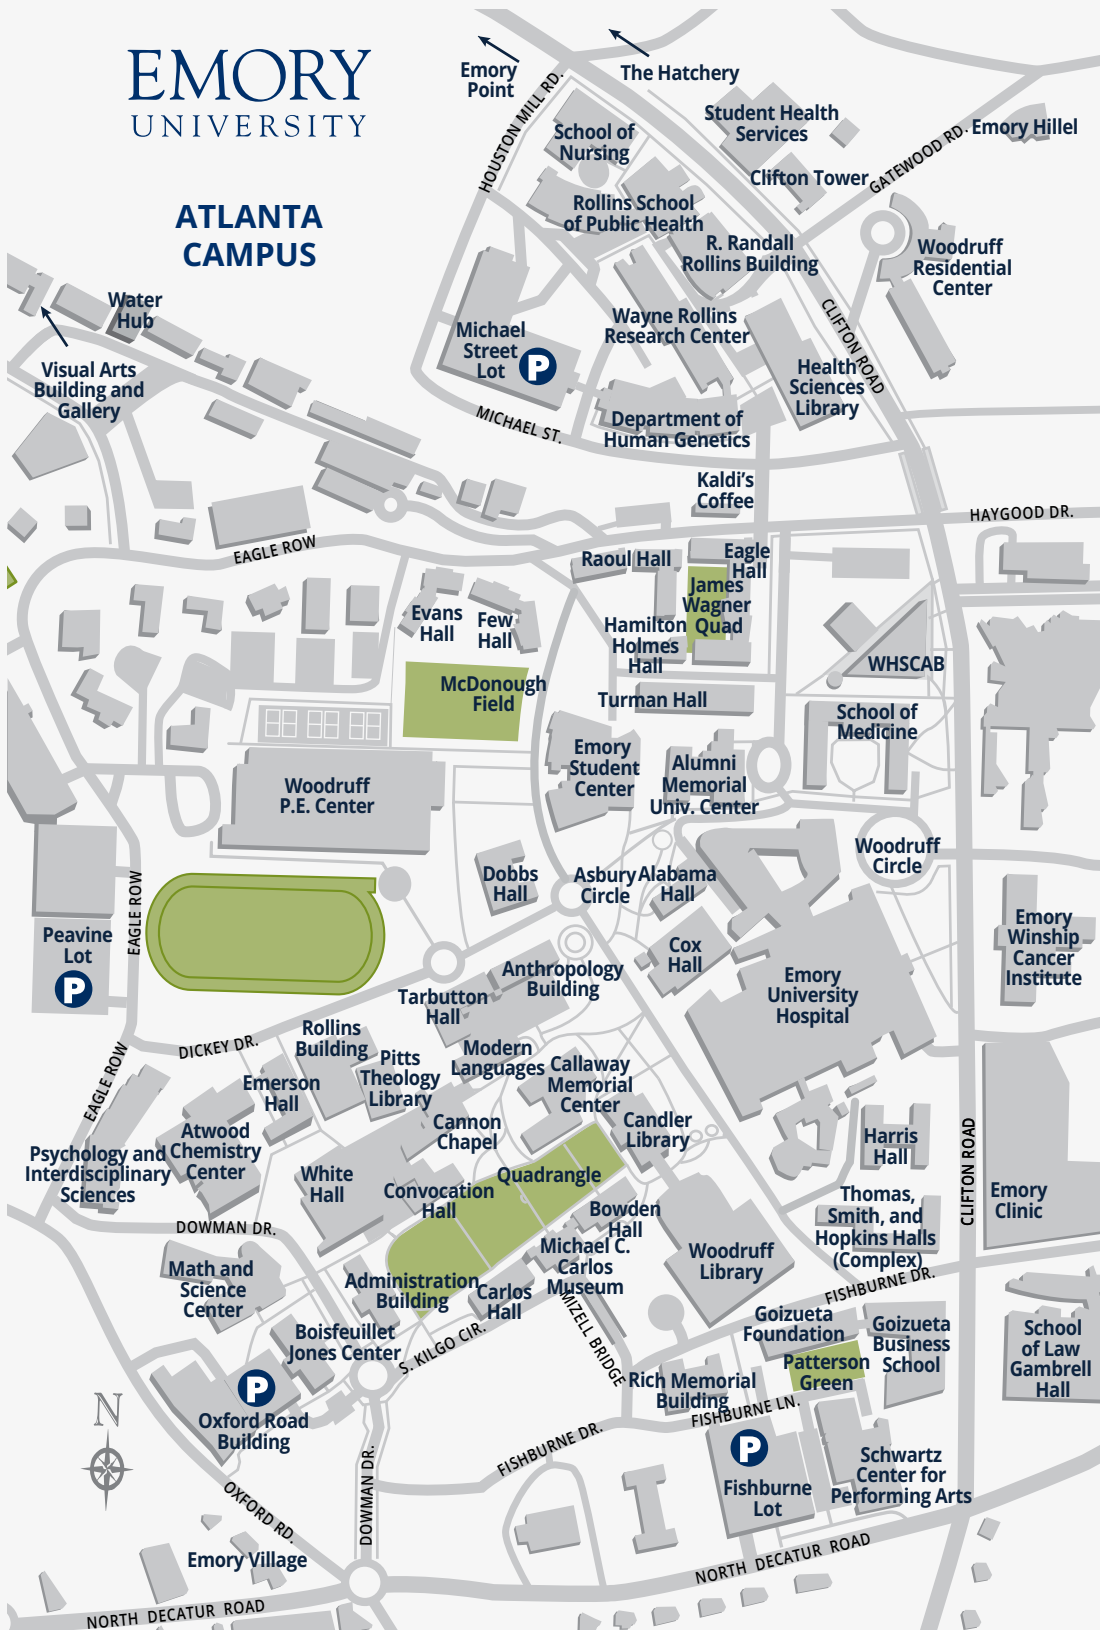 EMORY
UNIVERSITY
ATLANTA
CAMPUS
Emory
Point
The Hatchery
HOUSTON MILL RD.
School of
Nursing
Student Health
Services
Emory Hillel
GATEWOOD RD.
Clifton Tower
Rollins School
of Public Health
R. Randall
Rollins Building
Woodruff
Residential
Center
Water
Hub
Visual Arts
Building and
Gallery
Michael
Street
Lot
P
Wayne Rollins
Research Center
CLIFTON ROAD
Health
Sciences
Library
MICHAEL ST.
Department of
Human Genetics
Kaldi's
Coffee
HAYGOOD DR.
EAGLE ROW
Raoul Hall
Eagle
Hall
James
Wagner
Quad
Evans
Hall
Few
Hall
Hamilton
Holmes
Hall
WHSCAB
McDonough
Field
Turman Hall
School of
Medicine
Woodruff
P.E. Center
Emory
Student
Center
Alumni
Memorial
Univ. Center
Woodruff
Circle
Dobbs
Hall
Asbury
Circle
Alabama
Hall
EAGLE ROW
Peavine
Lot
P
Cox
Hall
Emory
Winship
Cancer
Institute
Anthropology
Building
Emory
University
Hospital
Tarbutton
Hall
DICKEY DR.
Rollins
Building
Modern
Languages
Pitts
Theology
Library
Callaway
Memorial
Center
EAGLE ROW
Emerson
Hall
Cannon
Chapel
Candler
Library
Atwood
Chemistry
Center
Psychology and
Interdisciplinary
Sciences
Harris
Hall
CLIFTON ROAD
White
Hall
Quadrangle
Convocation
Hall
Emory
Clinic
Thomas,
Smith, and
Hopkins Halls
(Complex)
DOWMAN DR.
Bowden
Hall
Michael C.
Carlos
Museum
Woodruff
Library
Math and
Science
Center
Administration
Building
Carlos
Hall
FISHBURNE DR.
MIZELL BRIDGE
Goizueta
Foundation
Goizueta
Business
School
School
of Law
Gambrell
Hall
Boisfeuillet
Jones Center
S. KILGO CIR.
Patterson
Green
Rich Memorial
Building
P
Oxford Road
Building
N
FISHBURNE LN.
FISHBURNE DR.
P
Fishburne
Lot
Schwartz
Center for
Performing Arts
OXFORD RD.
DOWMAN DR.
Emory Village
NORTH DECATUR ROAD
NORTH DECATUR ROAD